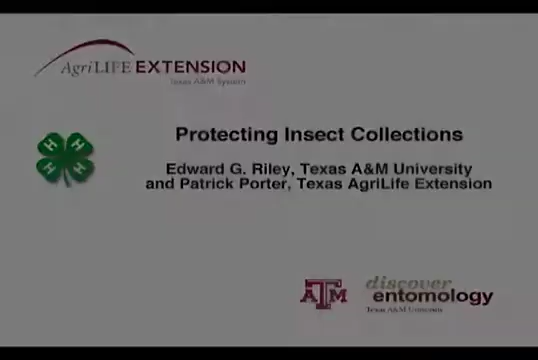 AgriLIFE EXTENSION
Texas A&M System
Protecting Insect Collections
H H
H H
Edward G. Riley, Texas A&M University
and Patrick Porter, Texas AgriLife Extension
discover
ATM entomology
Texas A&M University